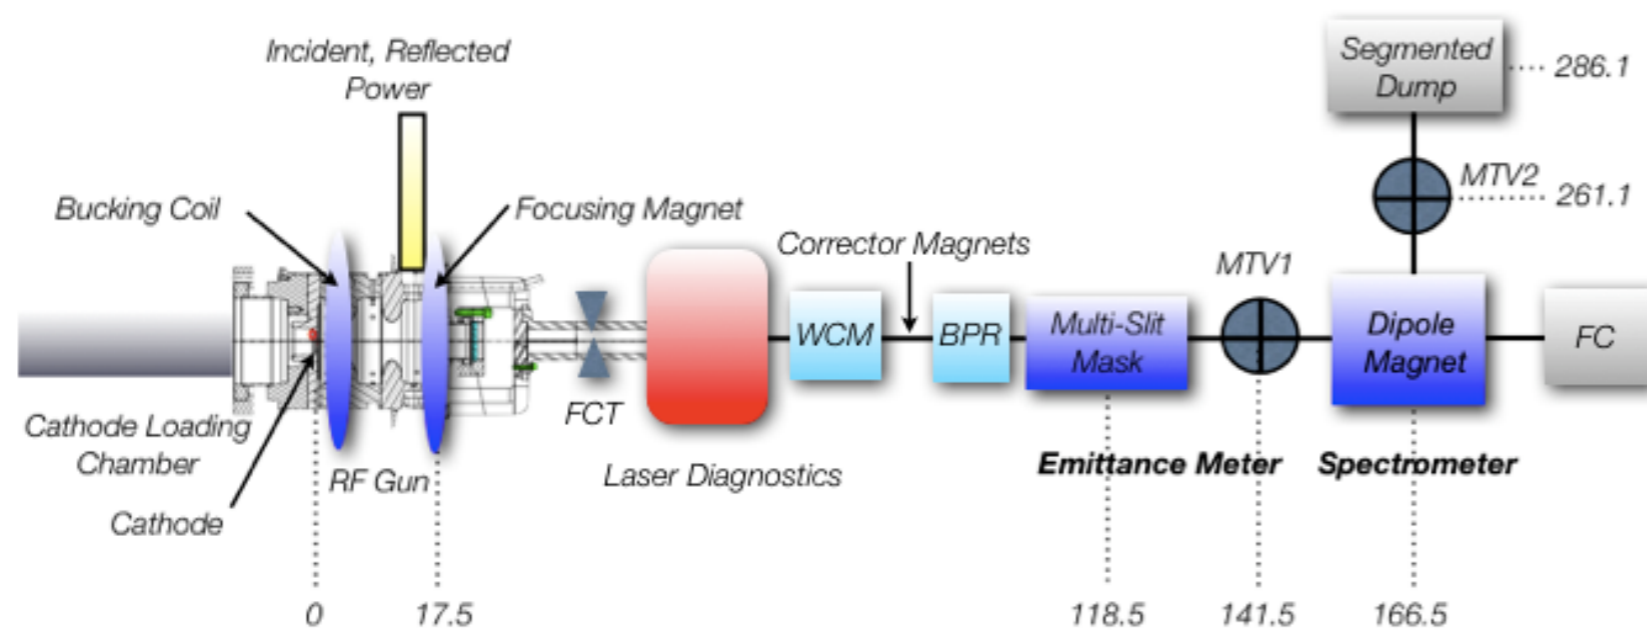 Incident, Reflected
Power
Segmented
Dump
286.1
MTV2
261.1
Bucking Coil
Focusing Magnet
Corrector Magnets
MTV1
WCM
BPR
Multi-Slit
Mask
Dipole
Magnet
FC
FCT
Cathode Loading
Chamber
RF Gun
Laser Diagnostics
Emittance Meter
Spectrometer
Cathode
0
17.5
118.5
141.5
166.5